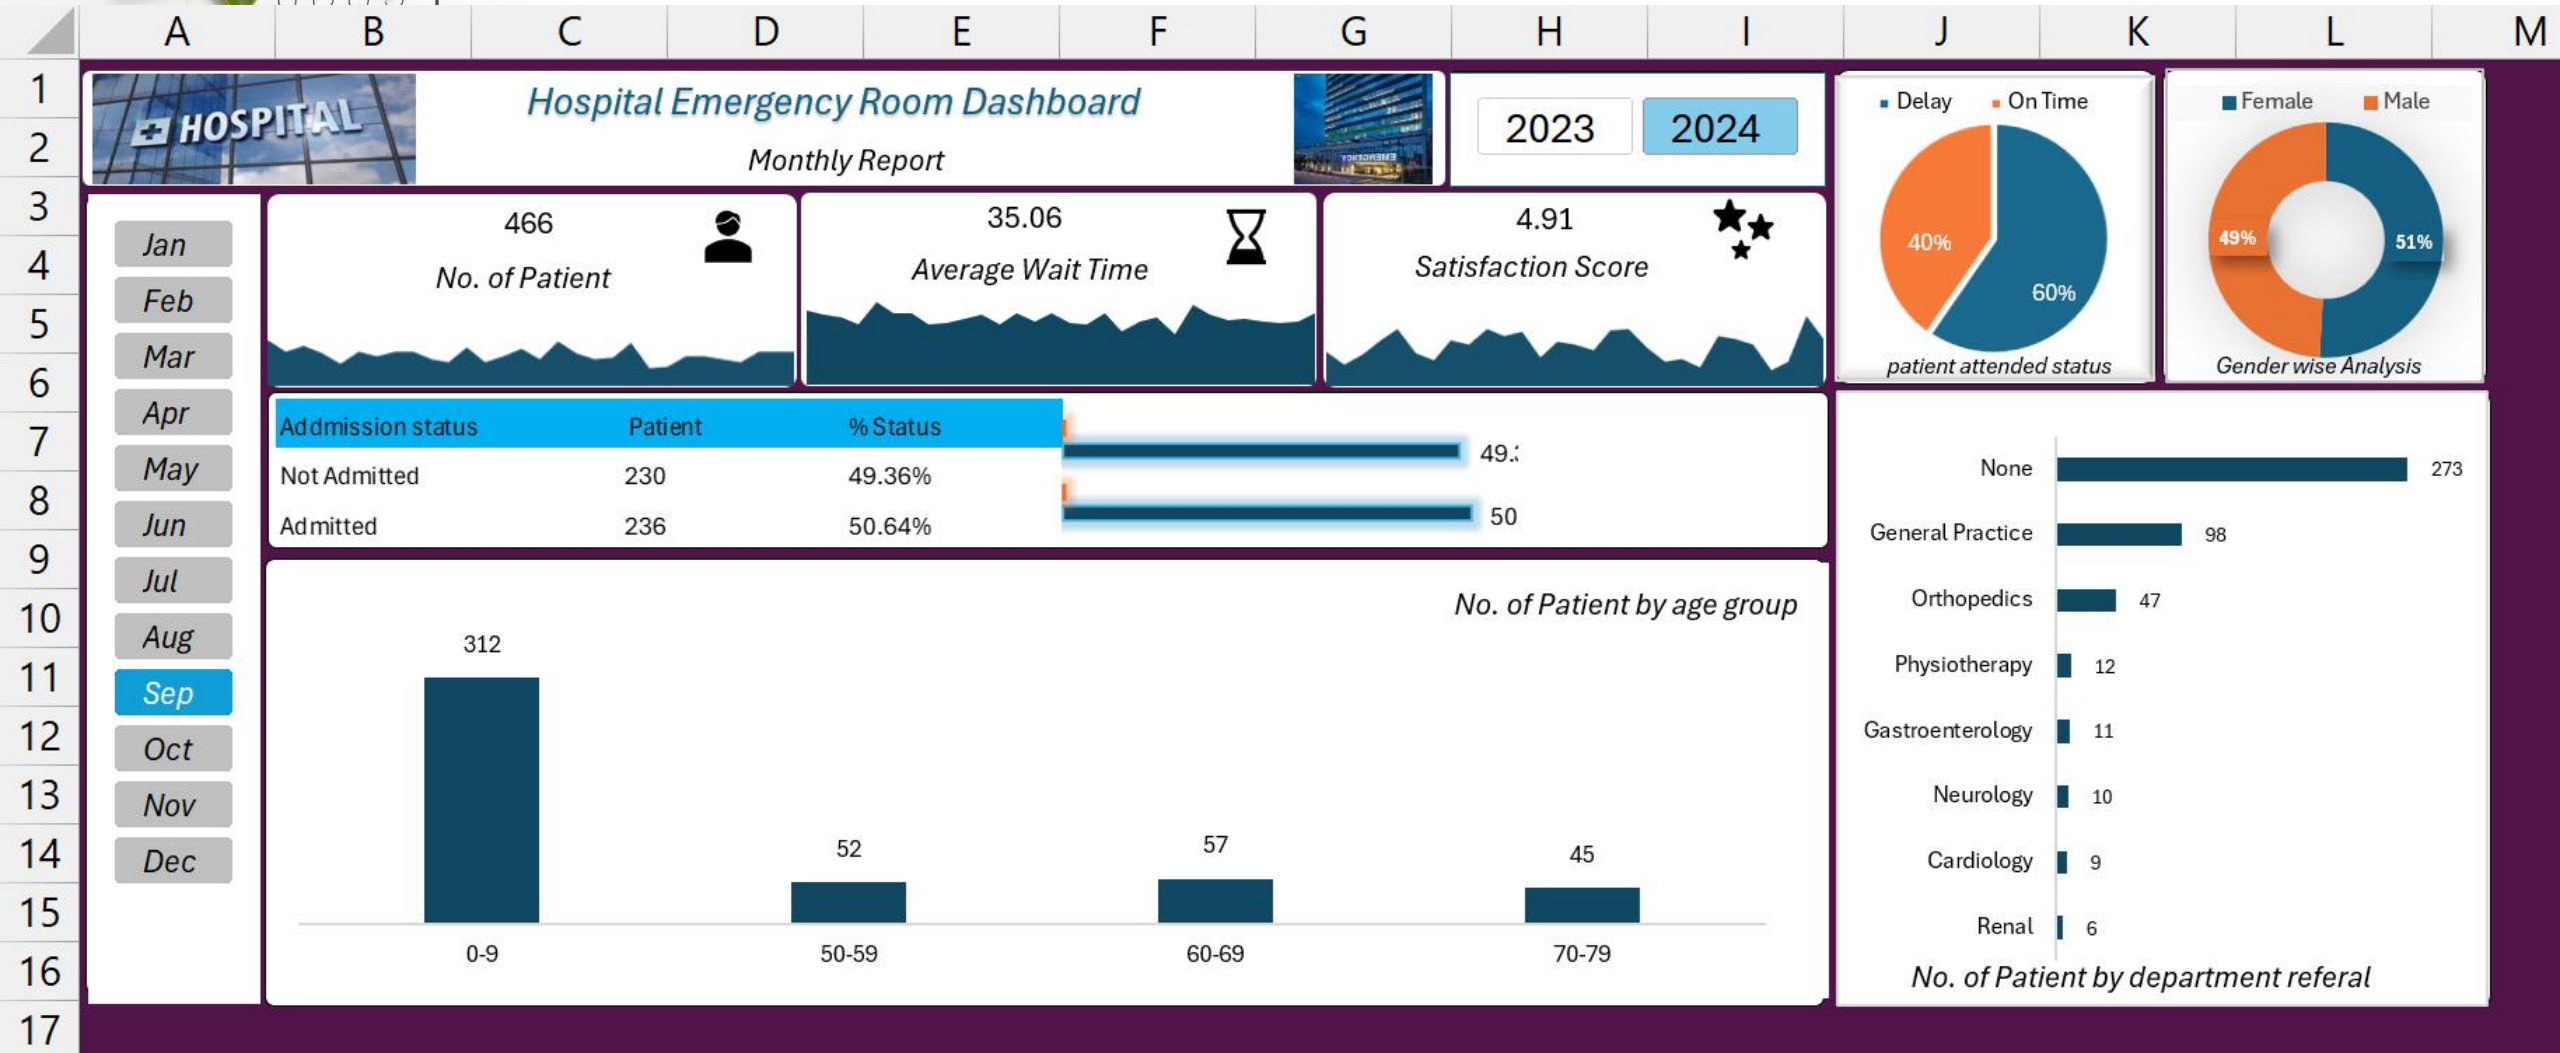 A B C D E F G H I J K L M
1
2
3
4
5
6
7
8
9
10
11
12
13
14
15
16
17
HOSPITAL
Hospital Emergency Room Dashboard
Monthly Report
EMERGENCY
2023 2024
Jan
Feb
Mar
Apr
May
Jun
Jul
Aug
Sep
Oct
Nov
Dec
466
No. of Patient
35.06
Average Wait Time
4.91
Satisfaction Score
Delay On Time
40%
60%
patient attended status
Female Male
49% 51%
Gender wise Analysis
Addmission status Patient % Status
Not Admitted 230 49.36%
Admitted 236 50.64%
49.
50
No. of Patient by age group
312 52 57 45
0-9 50-59 60-69 70-79
None 273
General Practice 98
Orthopedics 47
Physiotherapy 12
Gastroenterology 11
Neurology 10
Cardiology 9
Renal 6
No. of Patient by department referal